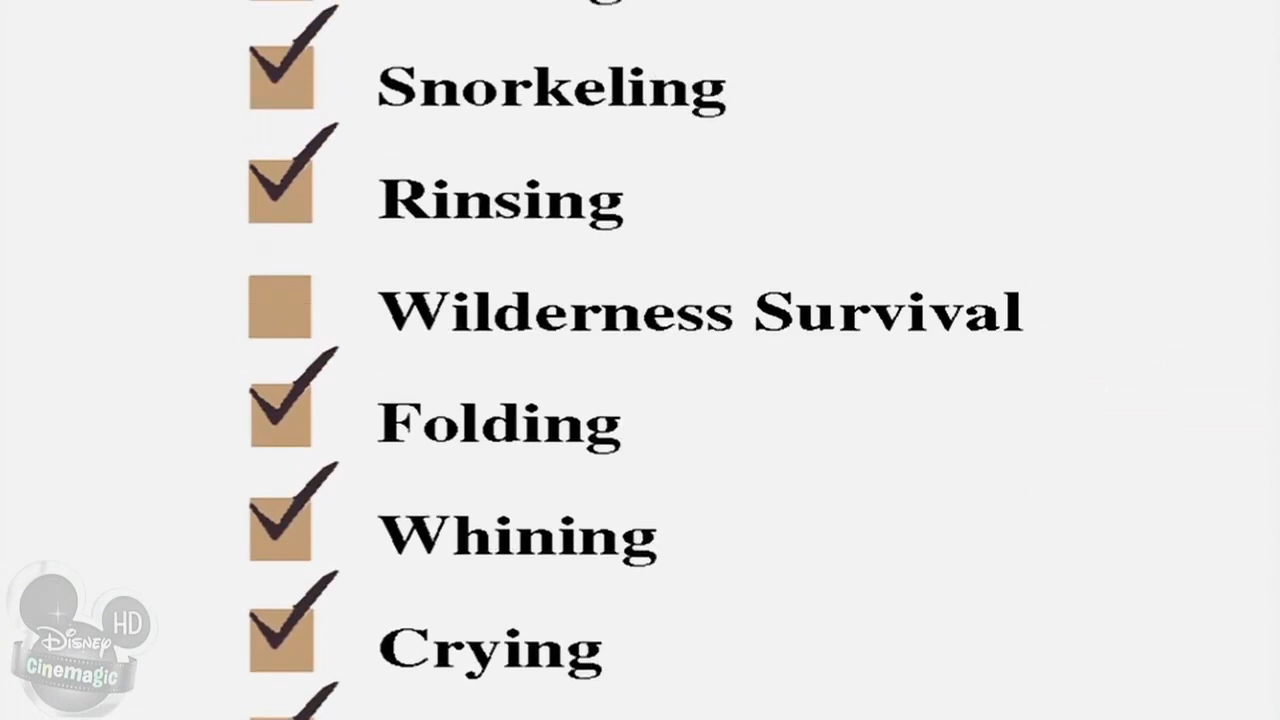 Snorkeling
Rinsing
Wilderness Survival
Folding
Whining
Crying
HD
Disney
Cinemagic